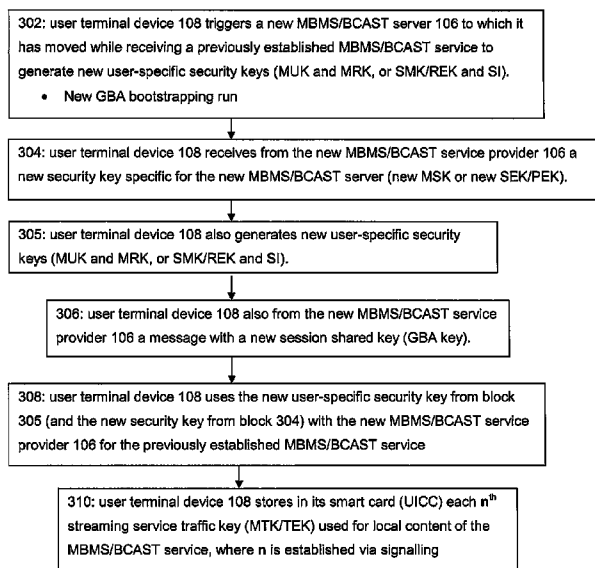 302: user terminal device 108 triggers a new MBMS/BCAST server 106 to which it
has moved while receiving a previously established MBMS/BCAST service to
generate new user-specific security keys (MUK and MRK, or SMK/REK and SI).
• New GBA bootstrapping run
304: user terminal device 108 receives from the new MBMS/BCAST service provider 106 a
new security key specific for the new MBMS/BCAST server (new MSK or new SEK/PEK).
305: user terminal device 108 also generates new user-specific security
keys (MUK and MRK, or SMK/REK and SI).
306: user terminal device 108 also from the new MBMS/BCAST service
provider 106 a message with a new session shared key (GBA key).
308: user terminal device 108 uses the new user-specific security key from block
305 (and the new security key from block 304) with the new MBMS/BCAST service
provider 106 for the previously established MBMS/BCAST service
310: user terminal device 108 stores in its smart card (UICC) each nth
streaming service traffic key (MTK/TEK) used for local content of the
MBMS/BCAST service, where n is established via signalling